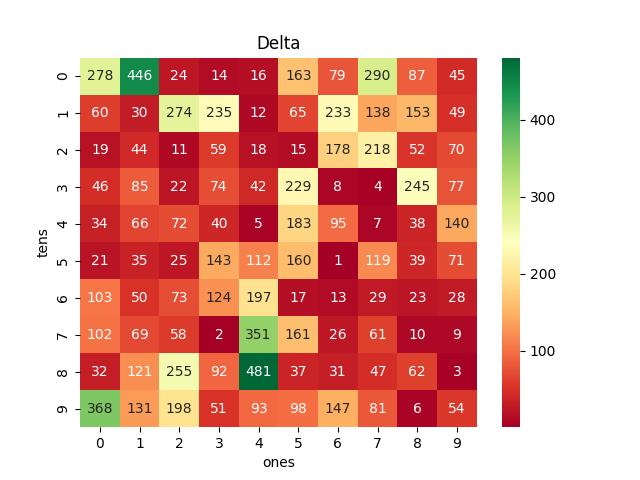 Delta
0 278 446 24 14 16 163 79 290 87 45
1 60 30 274 235 12 65 233 138 153 49
2 19 44 11 59 18 15 178 218 52 70
3 46 85 22 74 42 229 8 4 245 77
4 34 66 72 40 5 183 95 7 38 140
5 21 35 25 143 112 160 1 119 39 71
6 103 50 73 124 197 17 13 29 23 28
7 102 69 58 2 351 161 26 61 10 9
8 32 121 255 92 481 37 31 47 62 3
9 368 131 198 51 93 98 147 81 6 54
0 1 2 3 4 5 6 7 8 9
ones
tens
400
300
200
100